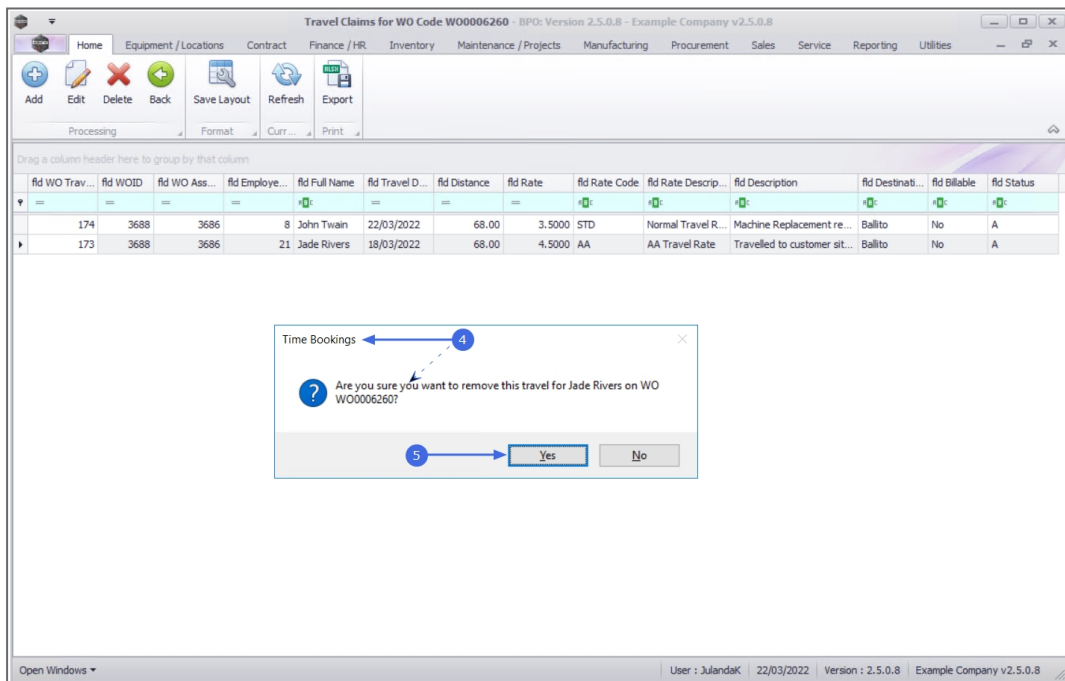 Travel Claims for WO Code WO0006260 - BPO: Version 2.5.0.8 - Example Company v2.5.0.8
Home Equipment / Locations Contract Finance / HR Inventory Maintenance / Projects Manufacturing Procurement Sales Service Reporting Utilities
Add Edit Delete Back Save Layout Refresh Export
Processing Format Curr... Print
Drag a column header here to group by that column
fld WO Trav... fld WOID fld WO Ass... fld Employe... fld Full Name fld Travel D... fld Distance fld Rate fld Rate Code fld Rate Descrip... fld Description fld Destinati... fld Billable fld Status
174 3688 3686 8 John Twain 22/03/2022 68.00 3.5000 STD Normal Travel R... Machine Replacement re... Ballito No A
173 3688 3686 21 Jade Rivers 18/03/2022 68.00 4.5000 AA AA Travel Rate Travelled to customer sit... Ballito No A
Time Bookings 4
Are you sure you want to remove this travel for Jade Rivers on WO
WO0006260?
5 Yes No
Open Windows User : JulandaK 22/03/2022 Version : 2.5.0.8 Example Company v2.5.0.8